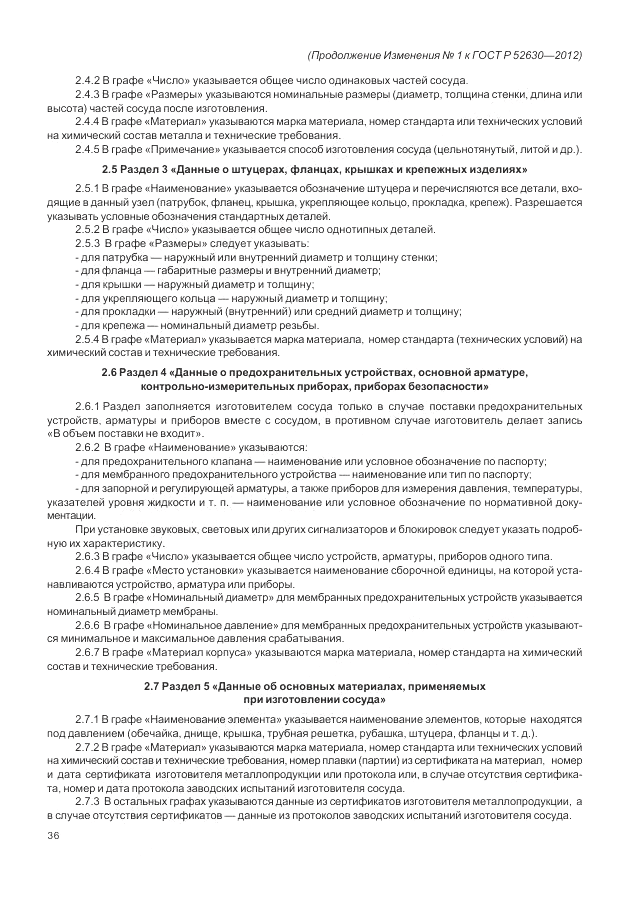 (Продолжение Изменения № 1 к ГОСТ Р 52630—2012)
2.4.2 В графе «Число» указывается общее число одинаковых частей сосуда.
2.4.3 В графе «Размеры» указываются номинальные размеры (диаметр, толщина стенки, длина или
высота) частей сосуда после изготовления.
2.4.4 В графе «Материал» указываются марка материала, номер стандарта или технических условий
на химический состав металла и технические требования.
2.4.5 В графе «Примечание» указывается способ изготовления сосуда (цельнотянутый, литой и др.).
2.5 Раздел 3 «Данные о штуцерах, фланцах, крышках и крепежных изделиях»
2.5.1 В графе «Наименование» указывается обозначение штуцера и перечисляются все детали, вхо-
дящие в данный узел (патрубок, фланец, крышка, укрепляющее кольцо, прокладка, крепеж). Разрешается
указывать условные обозначения стандартных деталей.
2.5.2 В графе «Число» указывается общее число однотипных деталей.
2.5.3 В графе «Размеры» следует указывать:
- для патрубка — наружный или внутренний диаметр и толщину стенки;
- для фланца — габаритные размеры и внутренний диаметр;
- для крышки — наружный диаметр и толщину;
- для укрепляющего кольца — наружный диаметр и толщину;
- для прокладки — наружный (внутренний) или средний диаметр и толщину;
- для крепежа — номинальный диаметр резьбы.
2.5.4 В графе «Материал» указывается марка материала, номер стандарта (технических условий) на
химический состав и технические требования.
2.6 Раздел 4 «Данные о предохранительных устройствах, основной арматуре,
контрольно-измерительных приборах, приборах безопасности»
2.6.1 Раздел заполняется изготовителем сосуда только в случае поставки предохранительных
устройств, арматуры и приборов вместе с сосудом, в противном случае изготовитель делает запись
«В объем поставки не входит».
2.6.2 В графе «Наименование» указываются:
- для предохранительного клапана — наименование или условное обозначение по паспорту;
- для мембранного предохранительного устройства — наименование или тип по паспорту;
- для запорной и регулирующей арматуры, а также приборов для измерения давления, температуры,
указателей уровня жидкости и т. п. — наименование или условное обозначение по нормативной доку-
ментации.
При установке звуковых, световых или других сигнализаторов и блокировок следует указать подроб-
ную их характеристику.
2.6.3 В графе «Число» указывается общее число устройств, арматуры, приборов одного типа.
2.6.4 В графе «Место установки» указывается наименование сборочной единицы, на которой уста-
навливаются устройство, арматура или приборы.
2.6.5 В графе «Номинальный диаметр» для мембранных предохранительных устройств указывается
номинальный диаметр мембраны.
2.6.6 В графе «Номинальное давление» для мембранных предохранительных устройств указывают-
ся минимальное и максимальное давления срабатывания.
2.6.7 В графе «Материал корпуса» указываются марка материала, номер стандарта на химический
состав и технические требования.
2.7 Раздел 5 «Данные об основных материалах, применяемых
при изготовлении сосуда»
2.7.1 В графе «Наименование элемента» указывается наименование элементов, которые находятся
под давлением (обечайка, днище, крышка, трубная решетка, рубашка, штуцера, фланцы и т. д.).
2.7.2 В графе «Материал» указываются марка материала, номер стандарта или технических условий
на химический состав и технические требования, номер плавки (партии) из сертификата на материал, номер
и дата сертификата изготовителя металлопродукции или протокола или, в случае отсутствия сертифика-
та, номер и дата протокола заводских испытаний изготовителя сосуда.
2.7.3 В остальных графах указываются данные из сертификатов изготовителя металлопродукции, а
в случае отсутствия сертификатов — данные из протоколов заводских испытаний изготовителя сосуда.
36